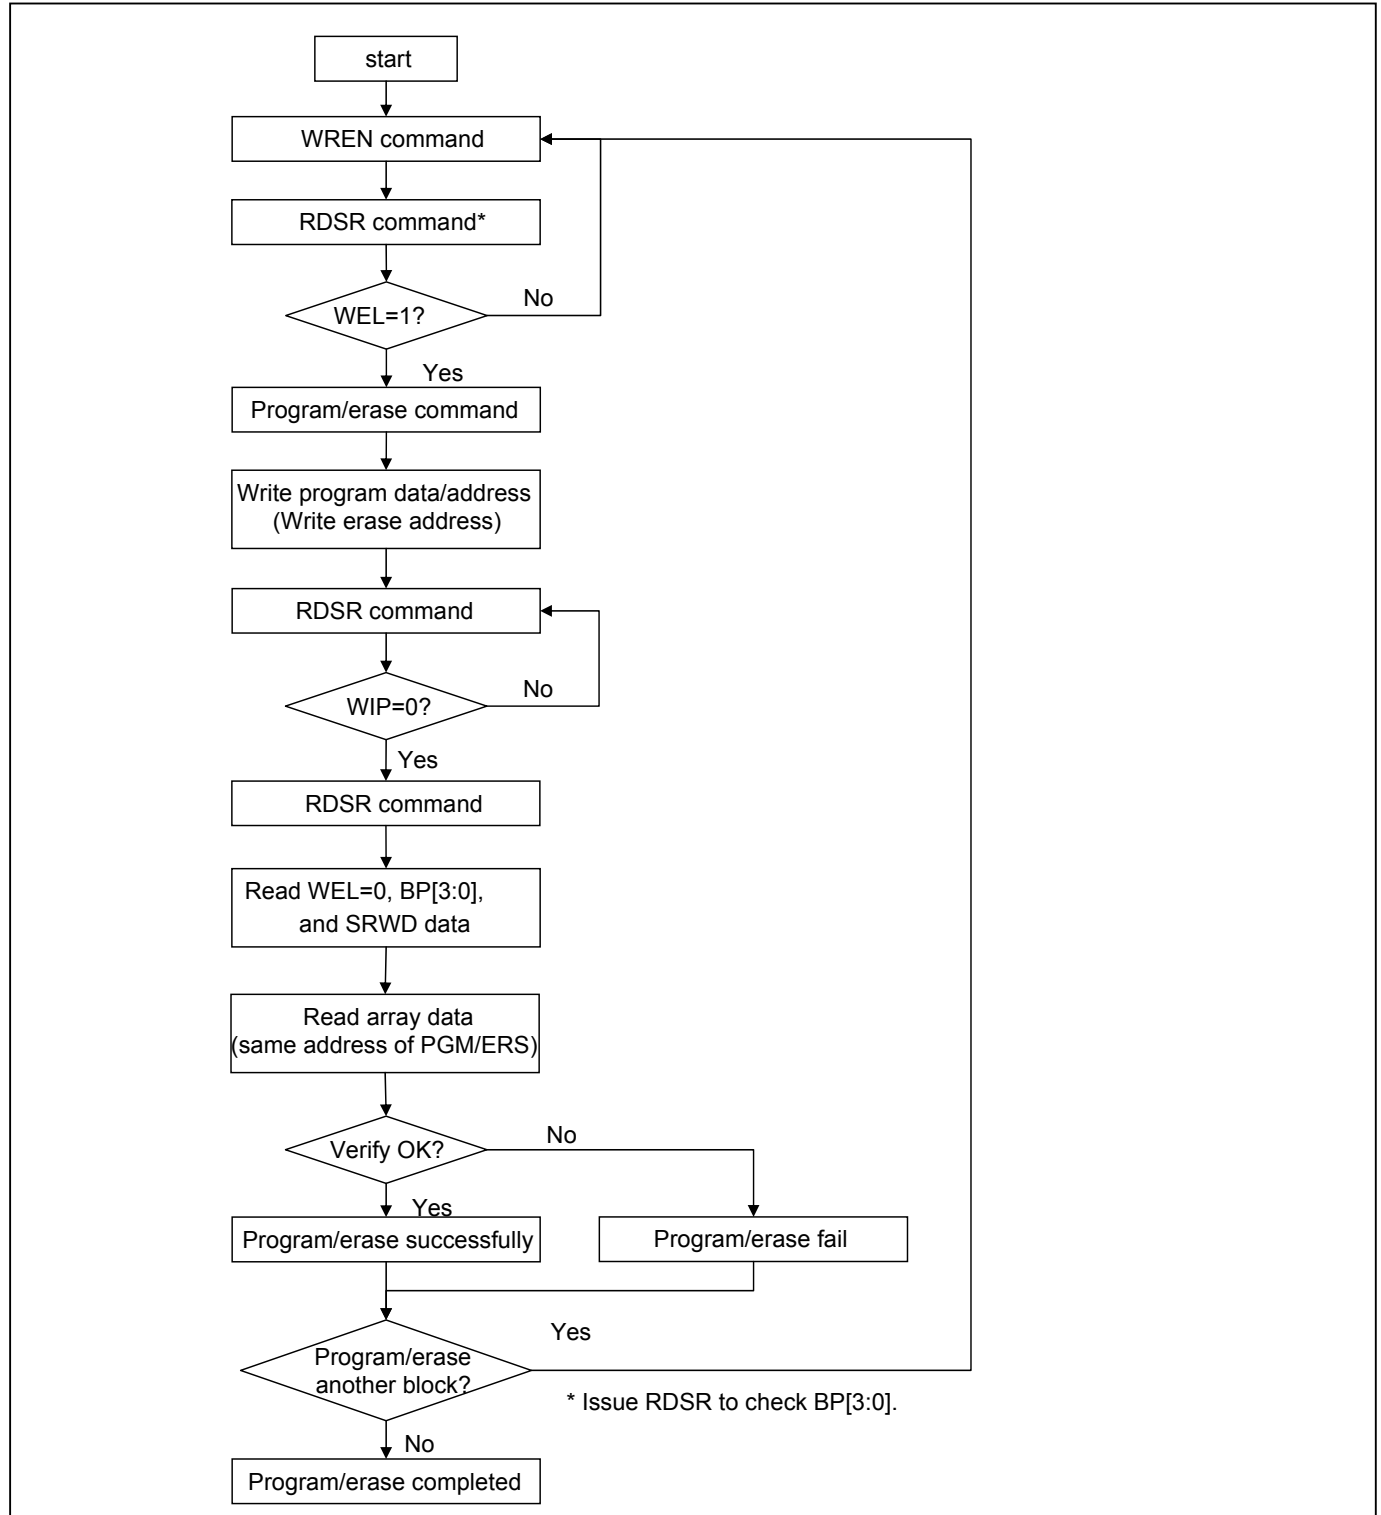 start
WREN command
RDSR command*
WEL=1?
No
Yes
Program/erase command
Write program data/address
(Write erase address)
RDSR command
WIP=0?
No
Yes
RDSR command
Read WEL=0, BP[3:0],
and SRWD data
Read array data
(same address of PGM/ERS)
Verify OK?
No
Yes
Program/erase successfully
Program/erase fail
Yes
Program/erase
another block?
* Issue RDSR to check BP[3:0].
No
Program/erase completed